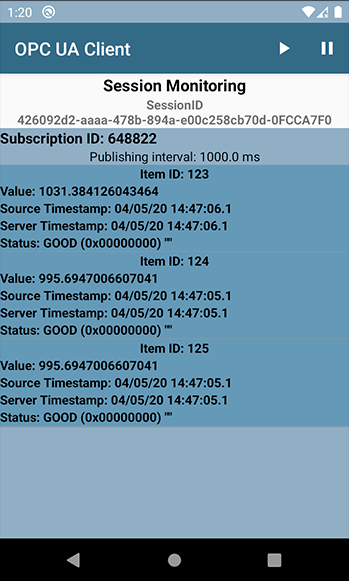 1:20
OPC UA Client
Session Monitoring
SessionID
426092d2-aaaa-478b-894a-e00c258cb70d-0FCCA7F0
Subscription ID: 648822
Publishing interval: 1000.0 ms
Item ID: 123
Value: 1031.384126043464
Source Timestamp: 04/05/20 14:47:06.1
Server Timestamp: 04/05/20 14:47:06.1
Status: GOOD (0x00000000) ""
Item ID: 124
Value: 995.6947006607041
Source Timestamp: 04/05/20 14:47:05.1
Server Timestamp: 04/05/20 14:47:05.1
Status: GOOD (0x00000000) ""
Item ID: 125
Value: 995.6947006607041
Source Timestamp: 04/05/20 14:47:05.1
Server Timestamp: 04/05/20 14:47:05.1
Status: GOOD (0x00000000) ""